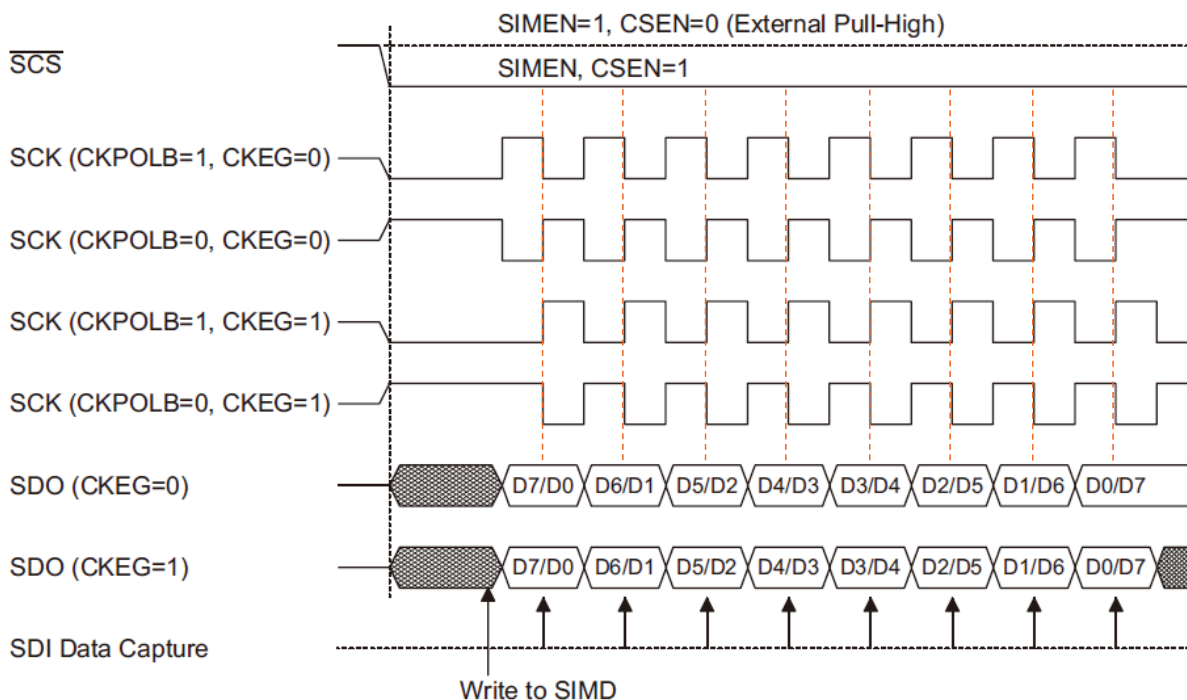 SIMEN=1, CSEN=0 (External Pull-High)
SCS
SIMEN, CSEN=1
SCK (CKPOLB=1, CKEG=0)
SCK (CKPOLB=0, CKEG=0)
SCK (CKPOLB=1, CKEG=1)
SCK (CKPOLB=0, CKEG=1)
SDO (CKEG=0) D7/D0 D6/D1 D5/D2 D4/D3 D3/D4 D2/D5 D1/D6 D0/D7
SDO (CKEG=1) D7/D0 D6/D1 D5/D2 D4/D3 D3/D4 D2/D5 D1/D6 D0/D7
SDI Data Capture
Write to SIMD